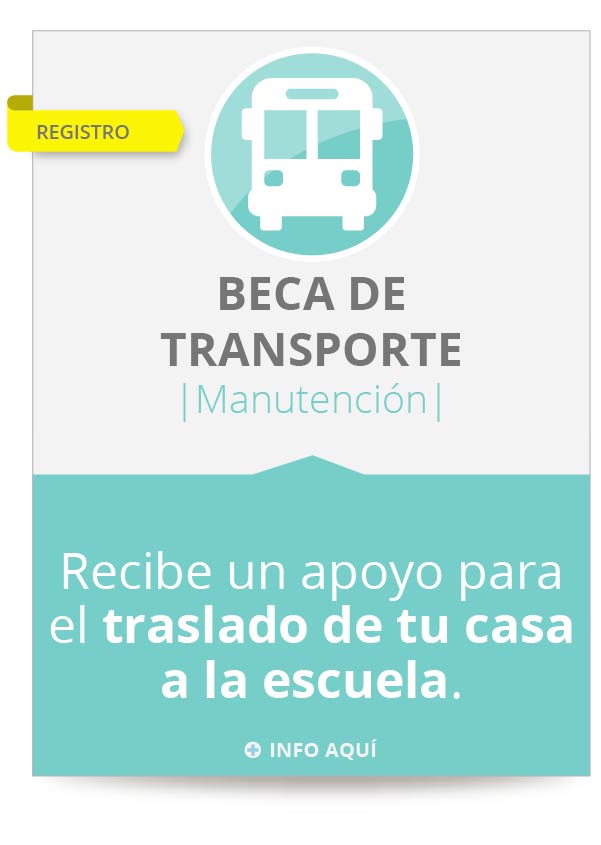 REGISTRO
BECA DE
TRANSPORTE
|Manutención|
Recibe un apoyo para
el traslado de tu casa
a la escuela.
INFO AQUÍ